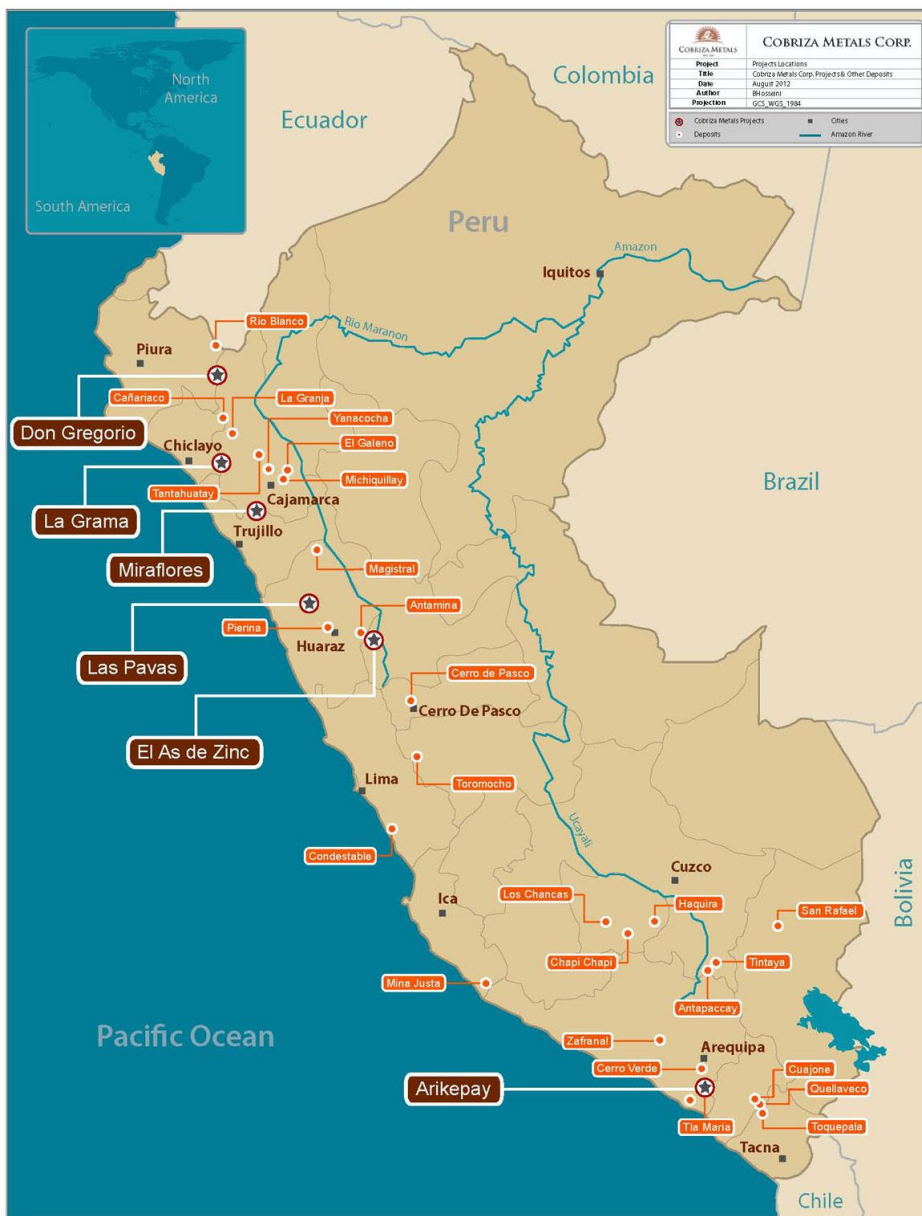 COBRIZA METALS
COBRIZA METALS CORP.
Project Projects Locations
Title Cobriza Metals Corp. Projects & Other Deposits
Date August 2012
Author BHosseini
Projection GCS_WGS_1984
Cobriza Metals Projects
Cities
Deposits
Amazon River
North
America
South America
Colombia
Ecuador
Peru
Amazon
Iquitos
Rio Blanco
Rio Maranon
Piura
Cañariaco
La Granja
Yanacocha
Don Gregorio
El Galeno
Chiclayo
Michiquillay
Brazil
Tantahuatay
Cajamarca
La Grama
Trujillo
Miraflores
Magistral
Antamina
Pierina
Huaraz
Las Pavas
Cerro de Pasco
Cerro De Pasco
El As de Zinc
Lima
Toromocho
Ucayali
Condestable
Cuzco
Bolivia
Ica
Los Chancas
Haquira
San Rafael
Chapi Chapi
Tintaya
Mina Justa
Antapaccay
Pacific Ocean
Zafranal
Arequipa
Cerro Verde
Cuajone
Arikepay
Quellaveco
Tia Maria
Toquepala
Tacna
Chile